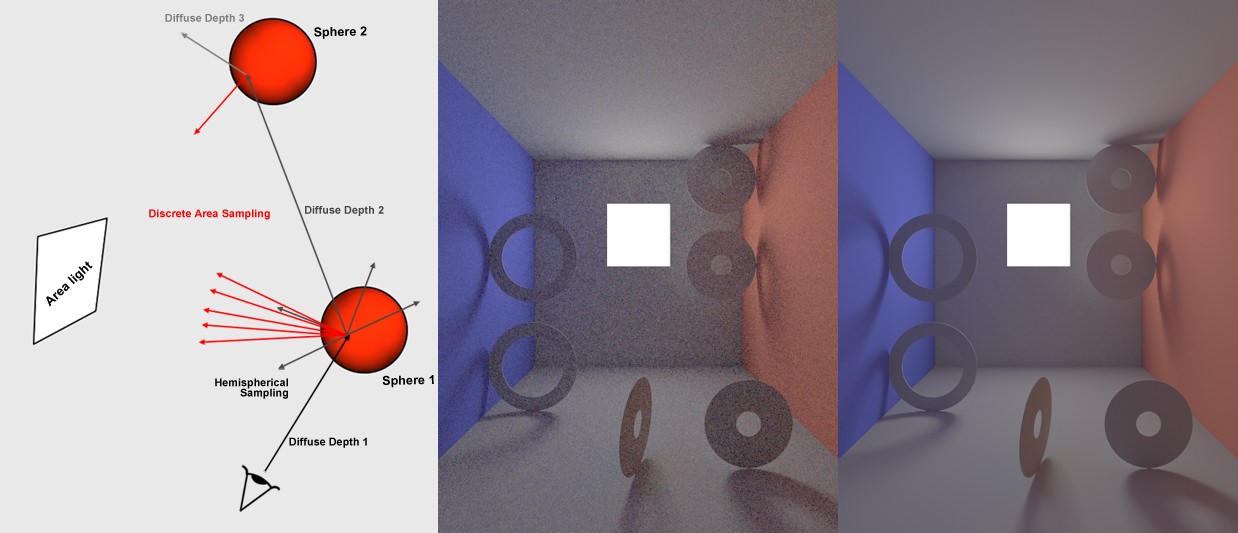 Diffuse Depth 3
Sphere 2
Discrete Area Sampling
Diffuse Depth 2
Area light
Hemispherical
Sampling
Sphere 1
Diffuse Depth 1